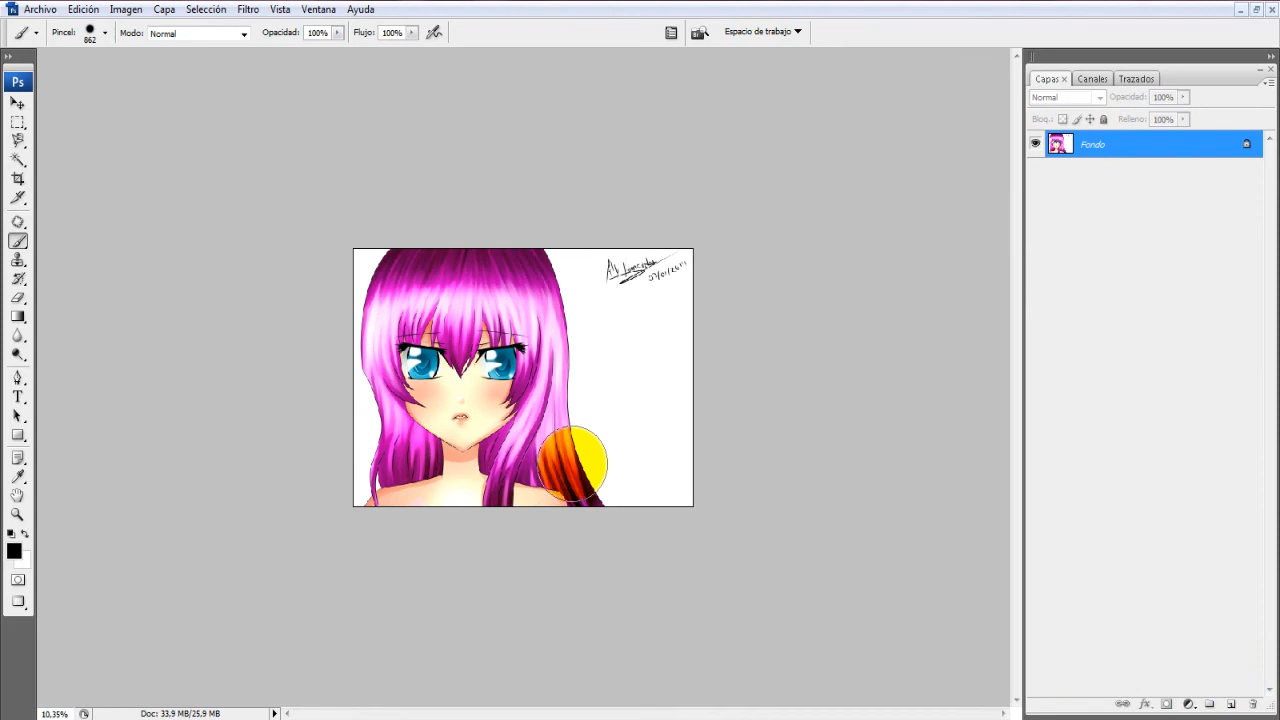 Ps Archivo Edición Imagen Capa Selección Filtro Vista Ventana Ayuda
Pincel: 862 Modo: Normal Opacidad: 100% Flujo: 100% Espacio de trabajo
Ps
Capas Canales Trazados
Normal Opacidad: 100%
Bloq.: Relleno: 100%
Fondo
T
10,35% Doc: 33,9 MB/25,9 MB